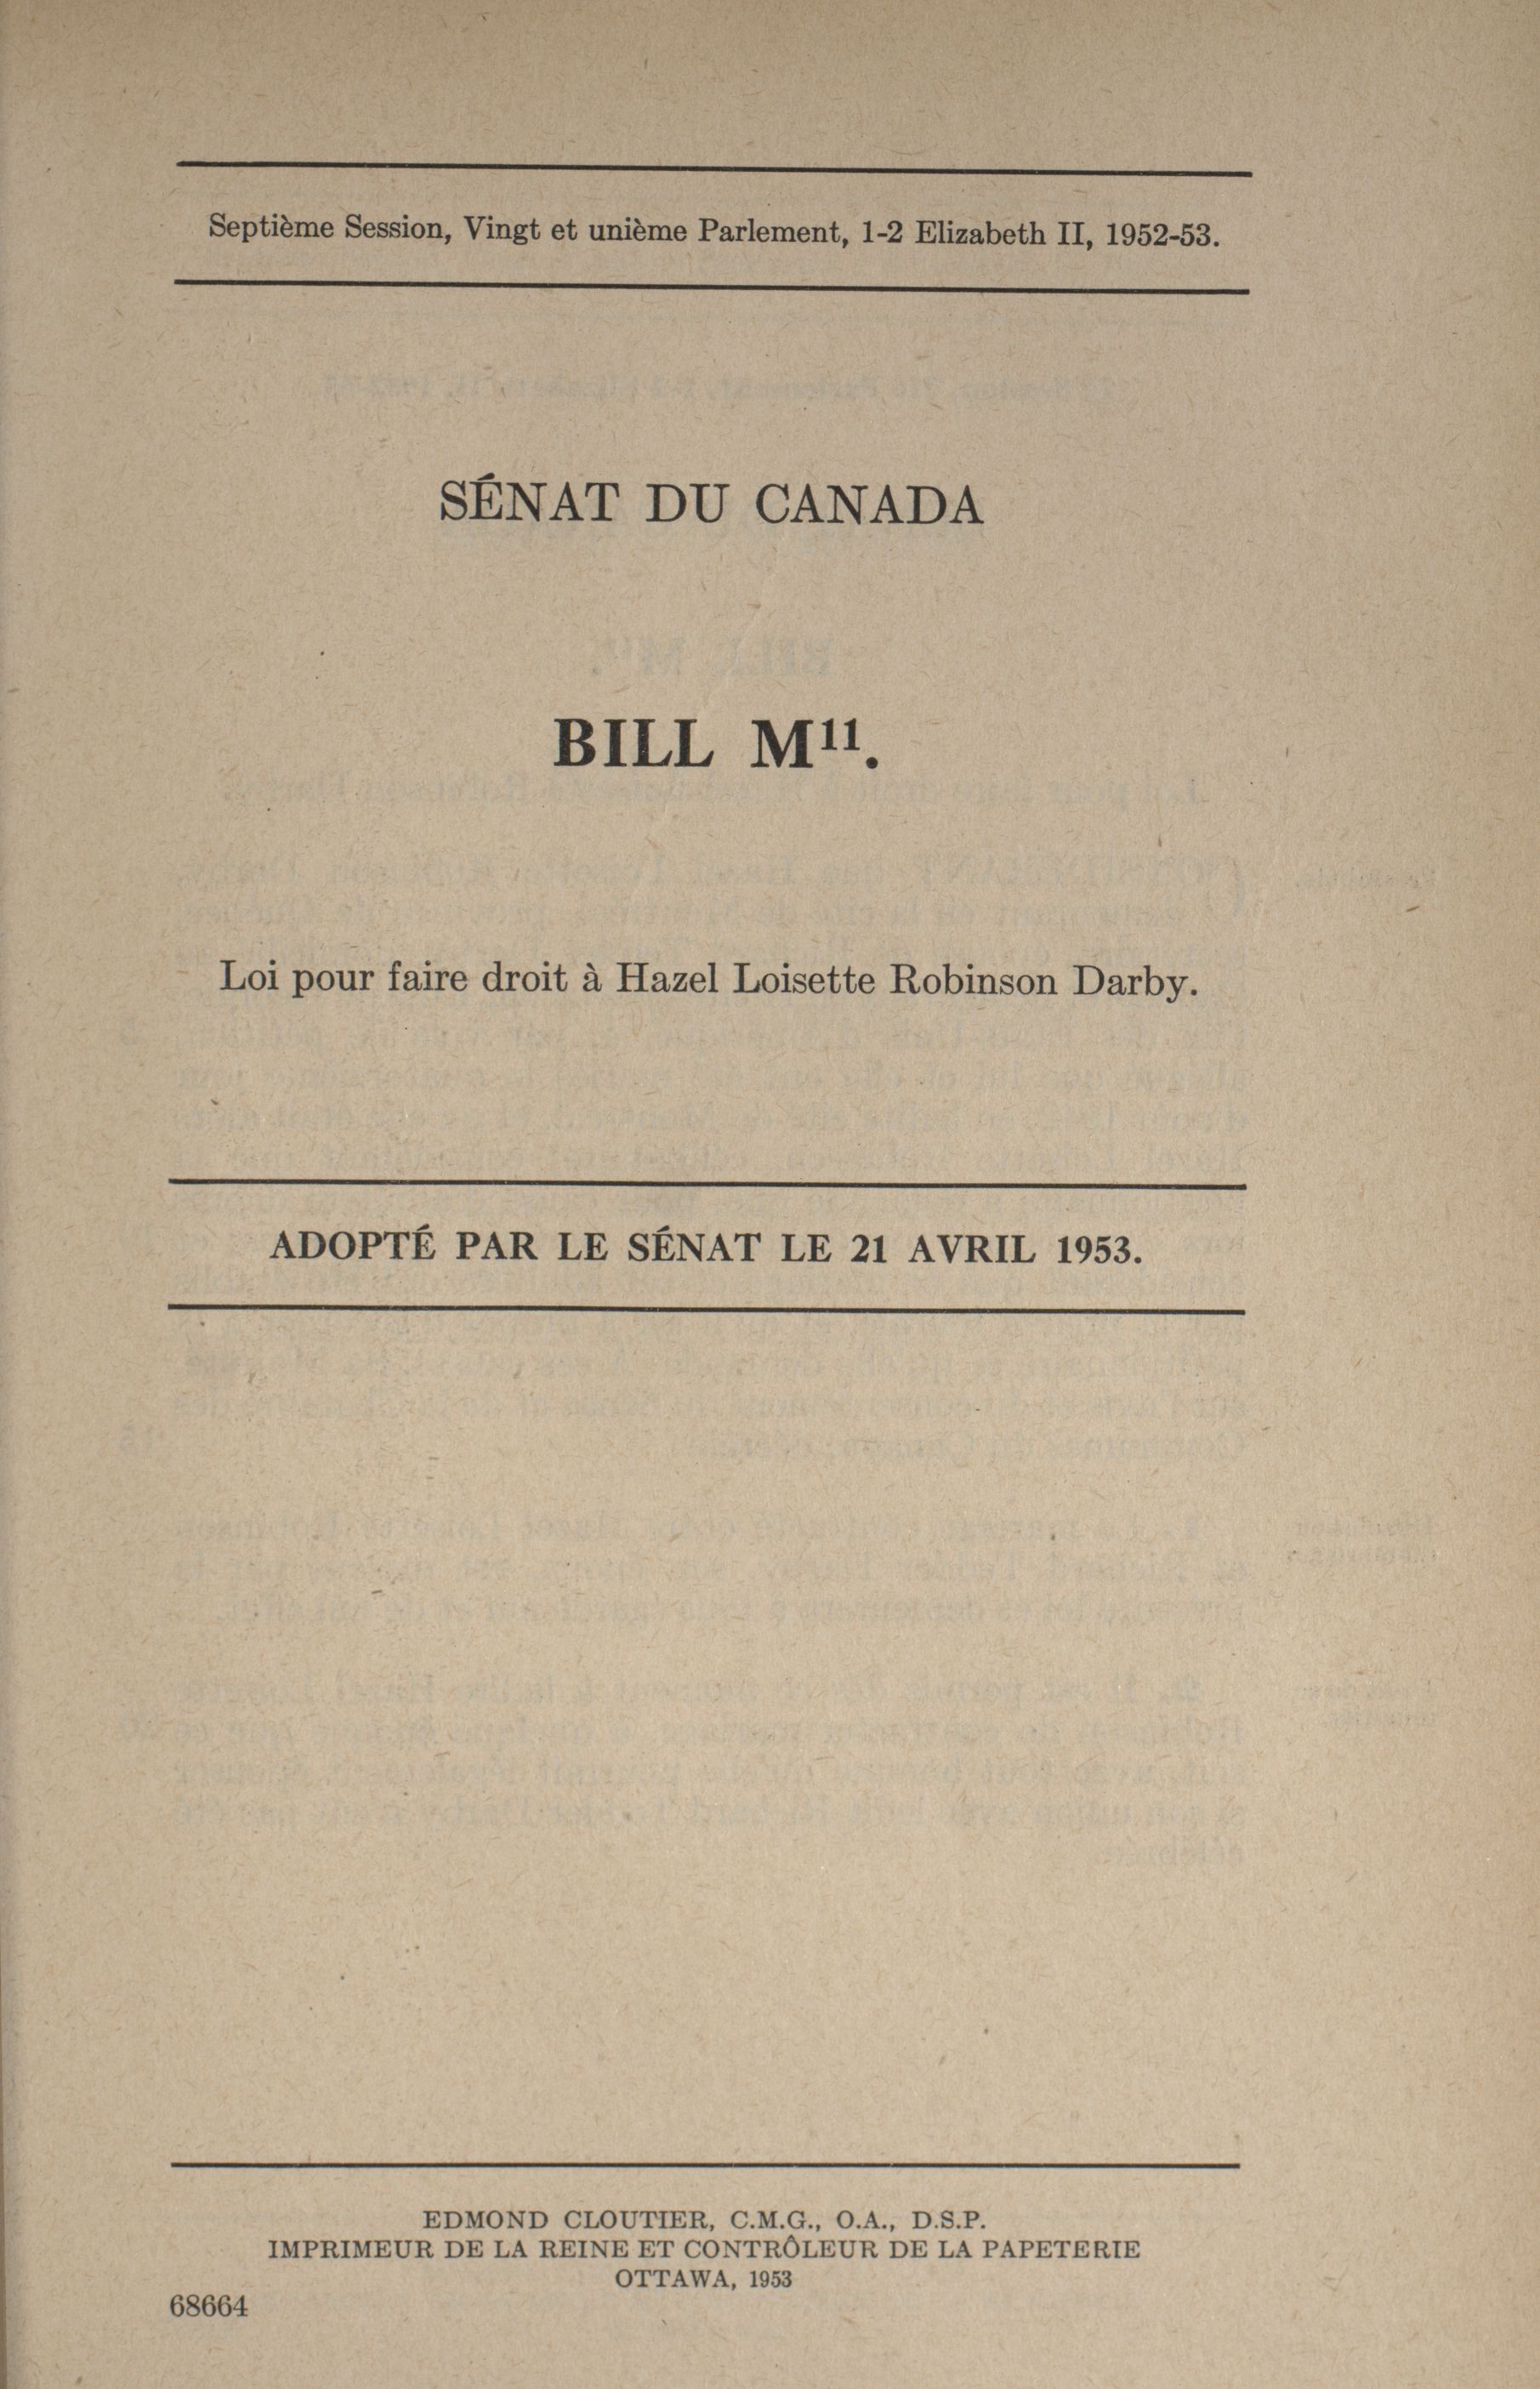 Septième Session, Vingt et unième Parlement, 1-2 Elizabeth II, 1952-53.
SÉNAT DU CANADA
BILL M¹¹.
Loi pour faire droit à Hazel Loisette Robinson Darby.
ADOPTÉ PAR LE SÉNAT LE 21 AVRIL 1953.
EDMOND CLOUTIER, C.M.G., O.A., D.S.P.
IMPRIMEUR DE LA REINE ET CONTRÔLEUR DE LA PAPETERIE
OTTAWA, 1953
68664